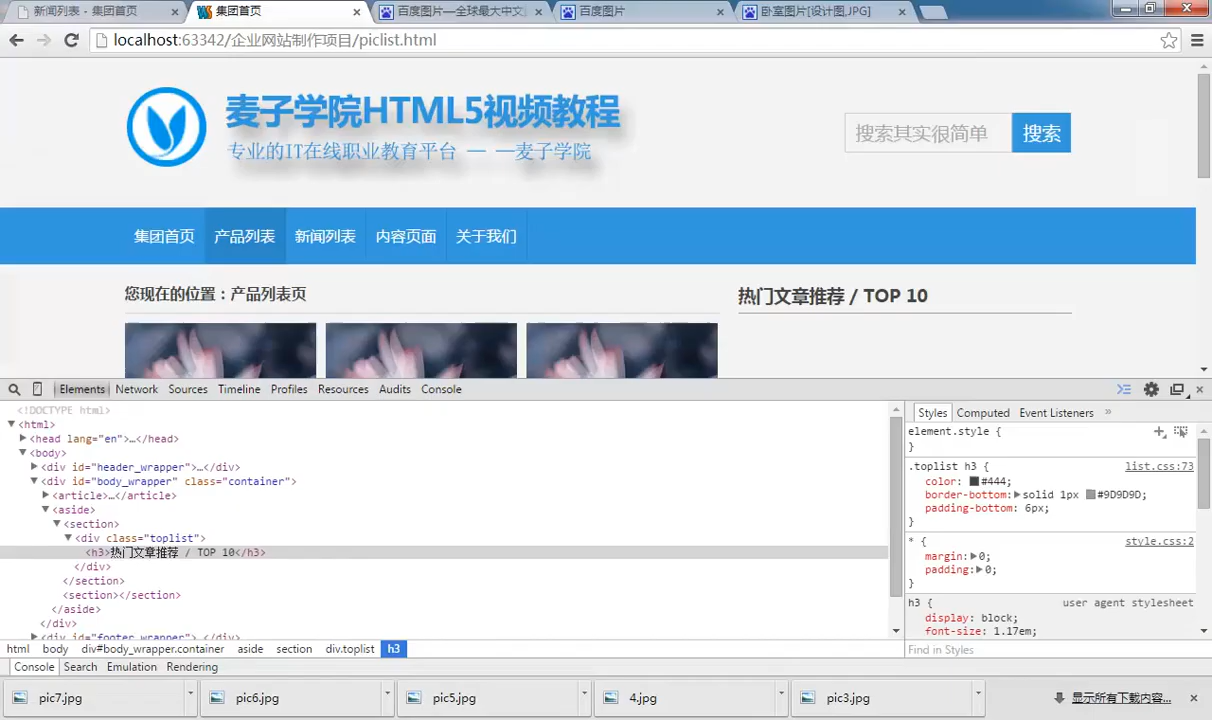 新闻列表 - 集团首页
集团首页
百度图片—全球最大中文
百度图片
卧室图片[设计图.JPG]
localhost:63342/企业网站制作项目/piclist.html
麦子学院HTML5视频教程
专业的IT在线职业教育平台 — —麦子学院
搜索其实很简单
搜索
集团首页
产品列表
新闻列表
内容页面
关于我们
您现在的位置：产品列表页
热门文章推荐 / TOP 10
Elements Network Sources Timeline Profiles Resources Audits Console
<!DOCTYPE html>
<html>
<head lang="en">…</head>
<body>
<div id="header_wrapper">…</div>
<div id="body_wrapper" class="container">
<article>…</article>
<aside>
<section>
<div class="toplist">
<h3>热门文章推荐 / TOP 10</h3>
</div>
</section>
<section></section>
</aside>
</div>
<div id="footer_wrapper">…</div>
html body div#body_wrapper.container aside section div.toplist h3
Styles Computed Event Listeners »
element.style {
}
.toplist h3 { list.css:73
color: #444;
border-bottom: solid 1px #9D9D9D;
padding-bottom: 6px;
}
* { style.css:2
margin: 0;
padding: 0;
}
h3 { user agent stylesheet
display: block;
font-size: 1.17em;
Find in Styles
Console Search Emulation Rendering
pic7.jpg
pic6.jpg
pic5.jpg
4.jpg
pic3.jpg
显示所有下载内容...